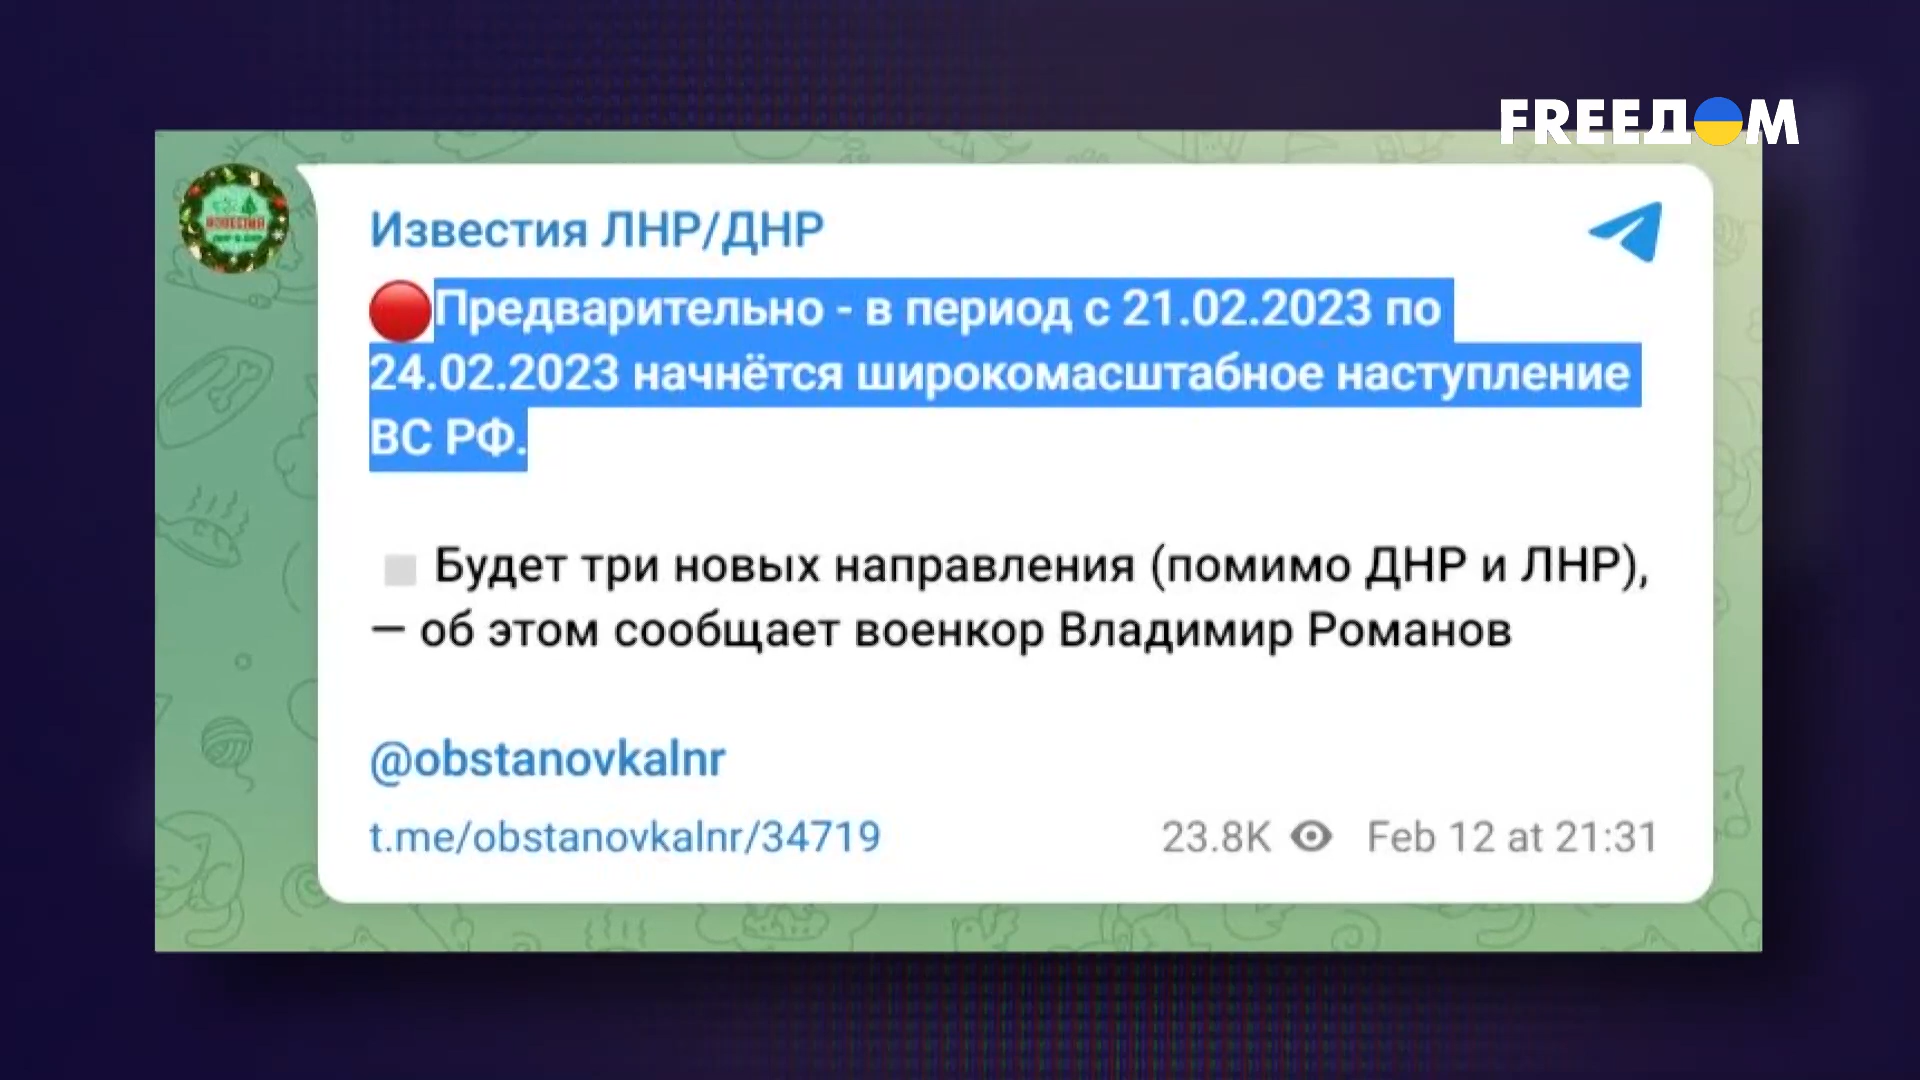 FREEДOM
Известия ЛНР/ДНР
Предварительно - в период с 21.02.2023 по
24.02.2023 начнётся широкомасштабное наступление
ВС РФ.
Будет три новых направления (помимо ДНР и ЛНР),
— об этом сообщает военкор Владимир Романов
@obstanovkalnr
t.me/obstanovkalnr/34719 23.8K Feb 12 at 21:31
ИЗВЕСТИЯ